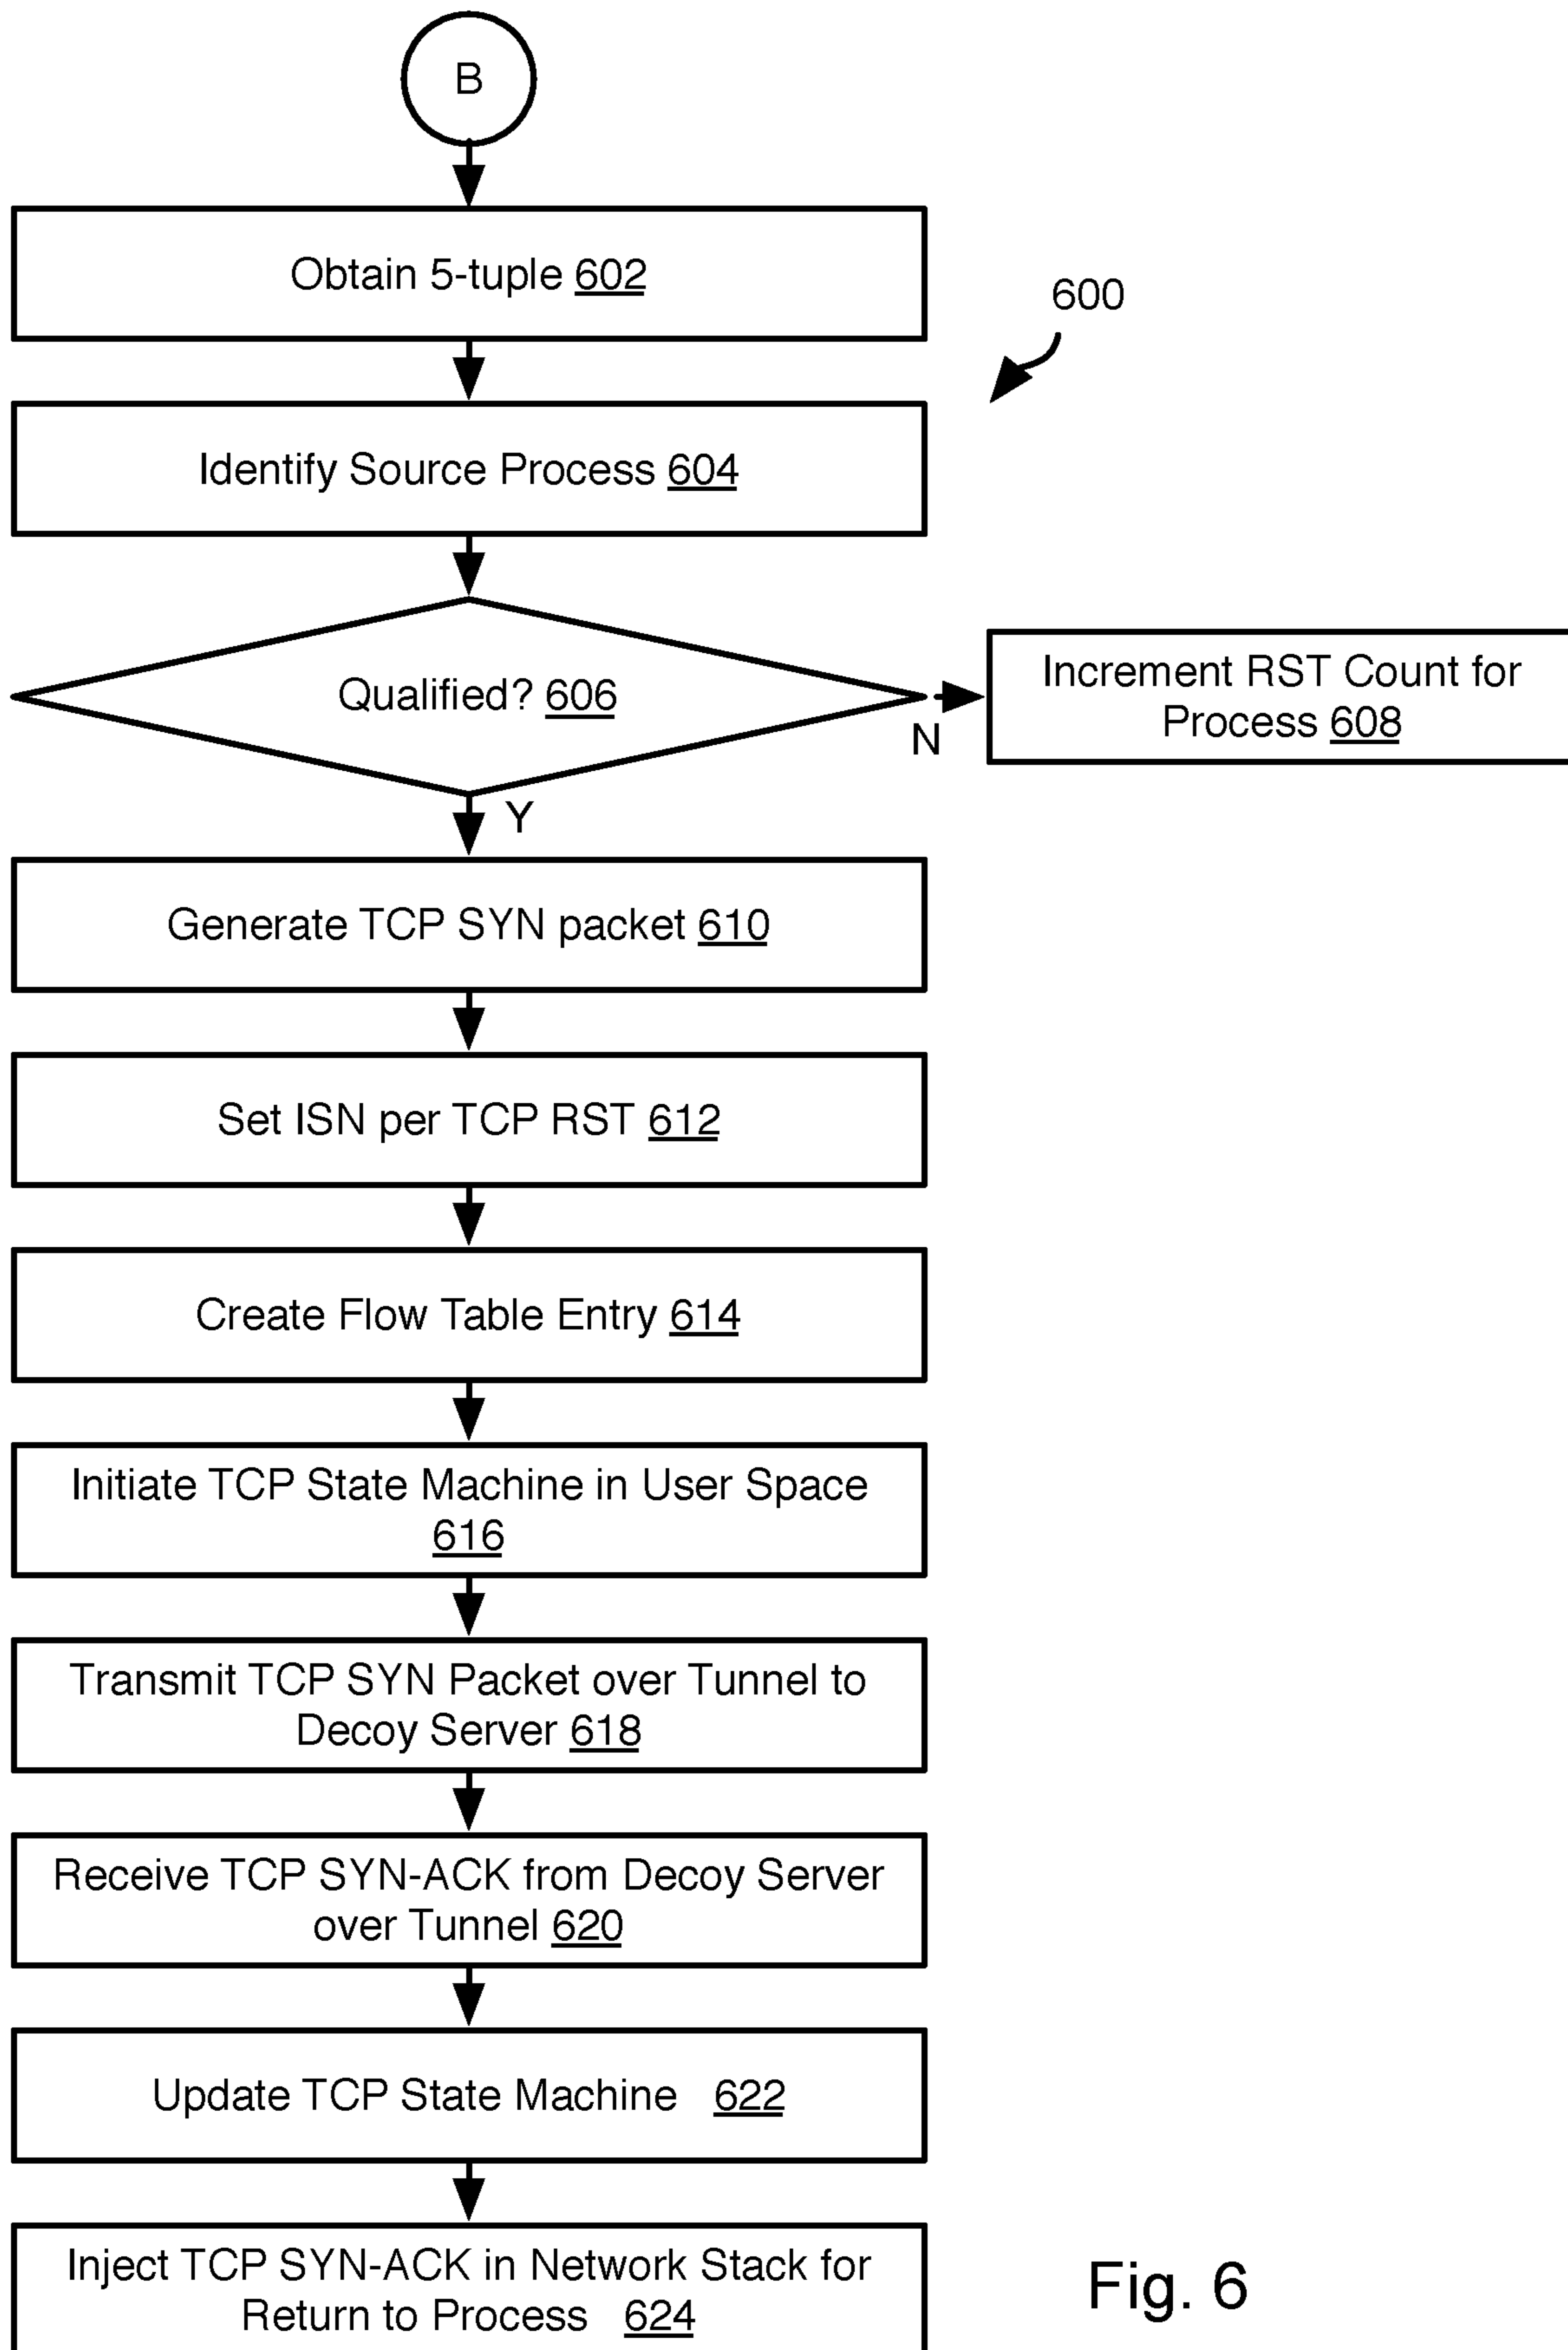 B
Obtain 5-tuple 602
600
Identify Source Process 604
Qualified? 606
Increment RST Count for
Process 608
N
Y
Generate TCP SYN packet 610
Set ISN per TCP RST 612
Create Flow Table Entry 614
Initiate TCP State Machine in User Space
616
Transmit TCP SYN Packet over Tunnel to
Decoy Server 618
Receive TCP SYN-ACK from Decoy Server
over Tunnel 620
Update TCP State Machine 622
Inject TCP SYN-ACK in Network Stack for
Return to Process 624
Fig. 6